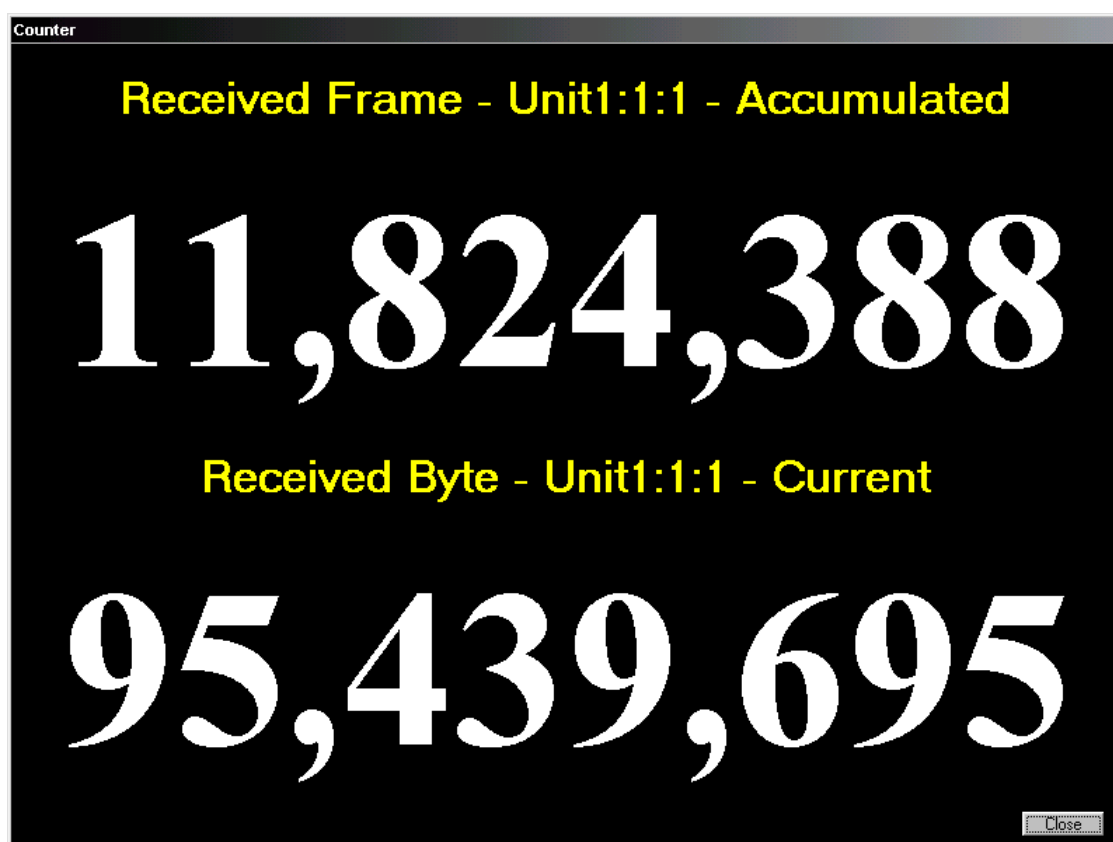 Counter
Received Frame - Unit1:1:1 - Accumulated
11,824,388
Received Byte - Unit1:1:1 - Current
95,439,695
Close